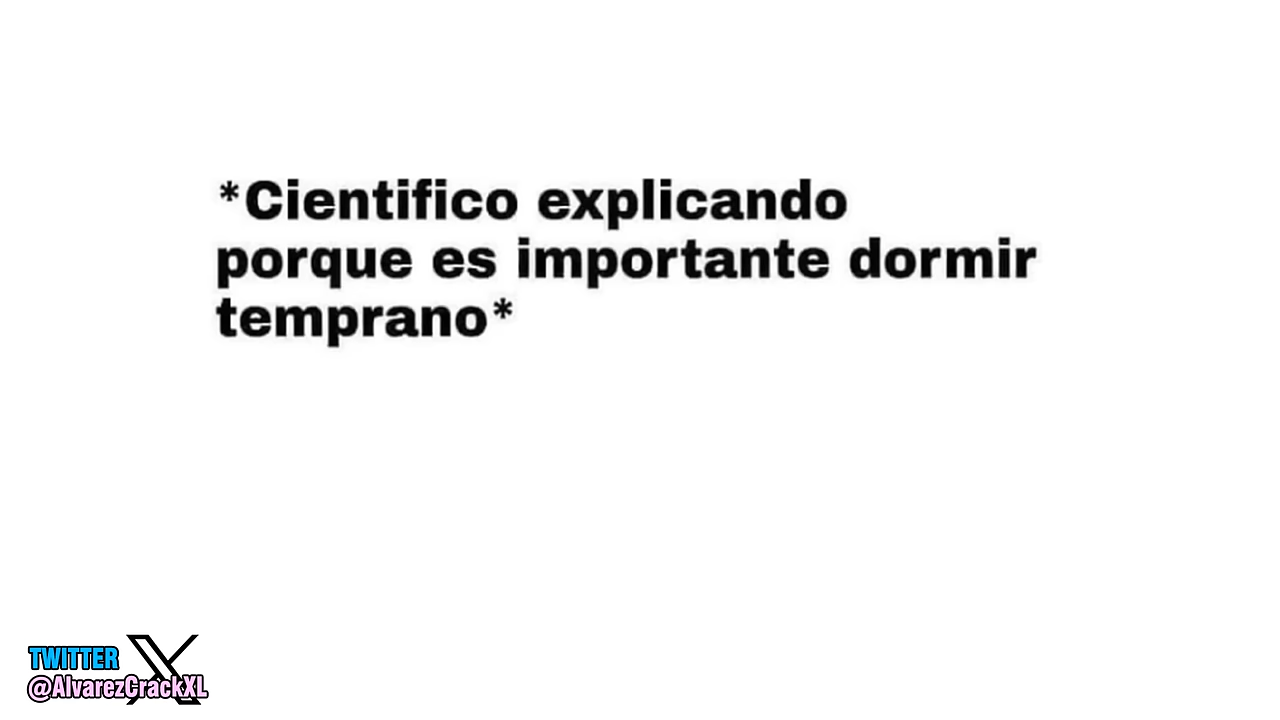 *Cientifico explicando
porque es importante dormir
temprano*
TWITTER X
@AlvarezCrackXL